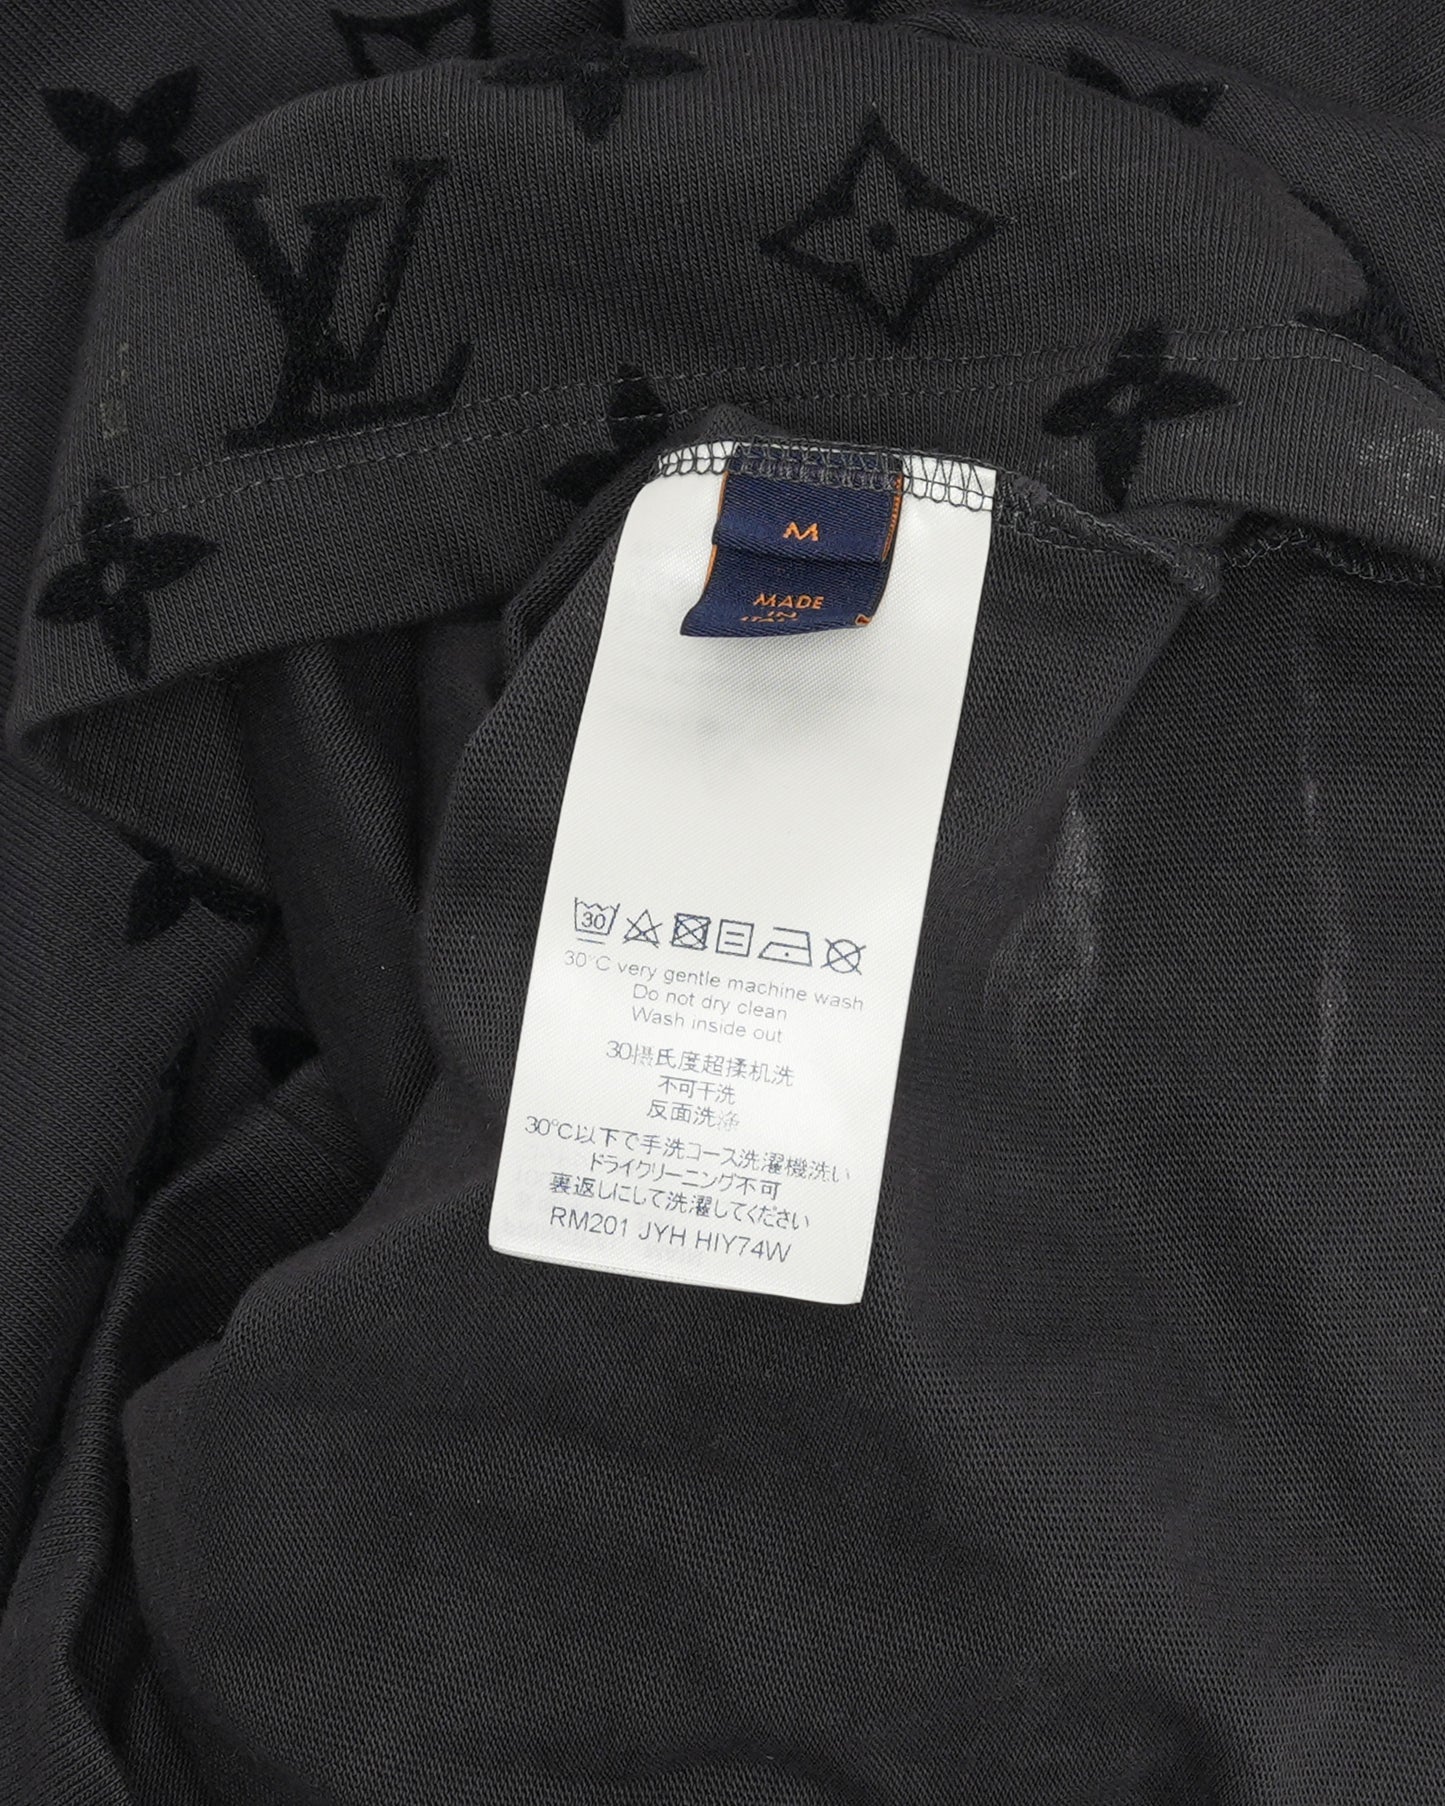 LV
M
MADE
IN
ITALY
30
30°C very gentle machine wash
Do not dry clean
Wash inside out
30摄氏度超揉机洗
不可干洗
反面洗涤
30℃以下で手洗コース洗濯機洗い
ドライクリーニング不可
裏返しにして洗濯してください
RM201 JYH HIY74W